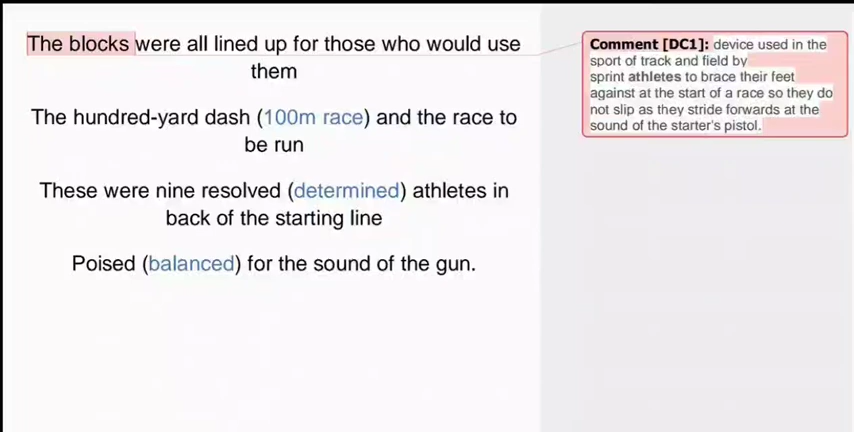 The blocks were all lined up for those who would use
them
The hundred-yard dash (100m race) and the race to
be run
These were nine resolved (determined) athletes in
back of the starting line
Poised (balanced) for the sound of the gun.
Comment [DC1]: device used in the
sport of track and field by
sprint athletes to brace their feet
against at the start of a race so they do
not slip as they stride forwards at the
sound of the starter's pistol.